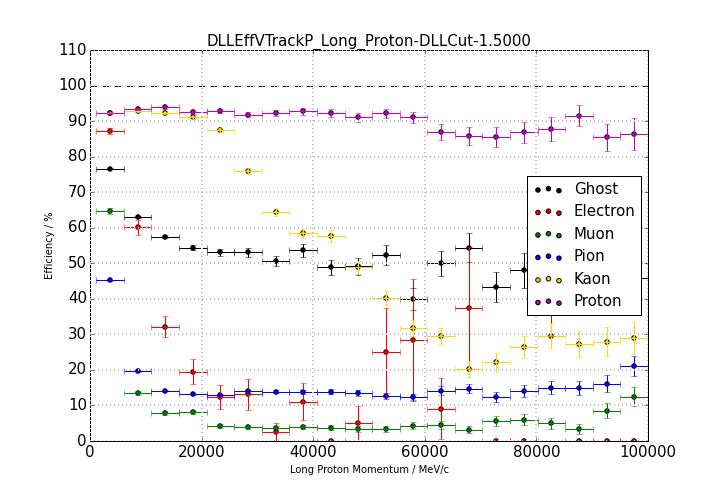 DLLEffVTrackP_Long_Proton-DLLCut-1.5000
110
100
90
80
70
60
50
40
30
20
10
0
Efficiency / %
Ghost
Electron
Muon
Pion
Kaon
Proton
0 20000 40000 60000 80000 100000
Long Proton Momentum / MeV/c